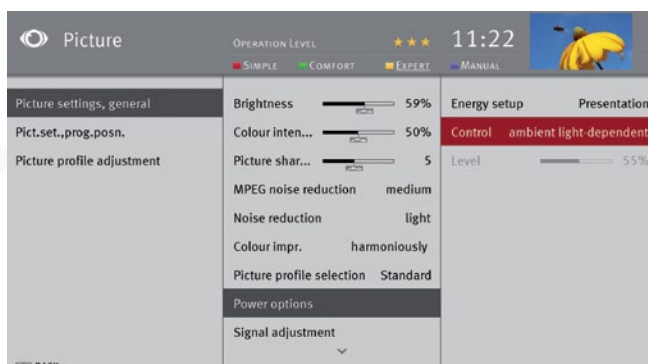 Picture
OPERATION LEVEL
11:22
SIMPLE COMFORT EXPERT MANUAL
Picture settings, general
Pict.set.,prog.posn.
Picture profile adjustment
Brightness 59%
Colour inten... 50%
Picture shar... 5
MPEG noise reduction medium
Noise reduction light
Colour impr. harmoniously
Picture profile selection Standard
Power options
Signal adjustment
Energy setup Presentation
Control ambient light-dependent
Level 55%